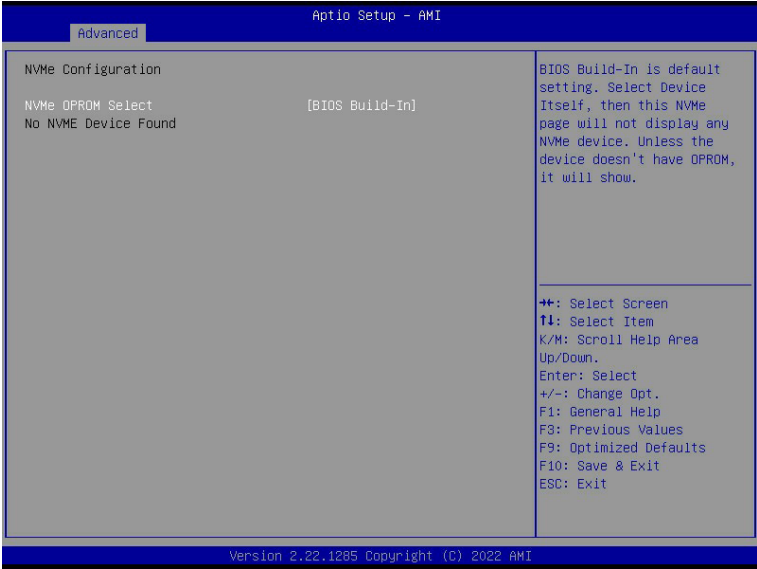 Aptio Setup - AMI
Advanced
NVMe Configuration
NVMe OPROM Select [BIOS Build-In]
No NVME Device Found
BIOS Build-In is default
setting. Select Device
Itself, then this NVMe
page will not display any
NVMe device. Unless the
device doesn't have OPROM,
it will show.
→←: Select Screen
↑↓: Select Item
K/M: Scroll Help Area
Up/Down.
Enter: Select
+/-: Change Opt.
F1: General Help
F3: Previous Values
F9: Optimized Defaults
F10: Save & Exit
ESC: Exit
Version 2.22.1285 Copyright (C) 2022 AMI